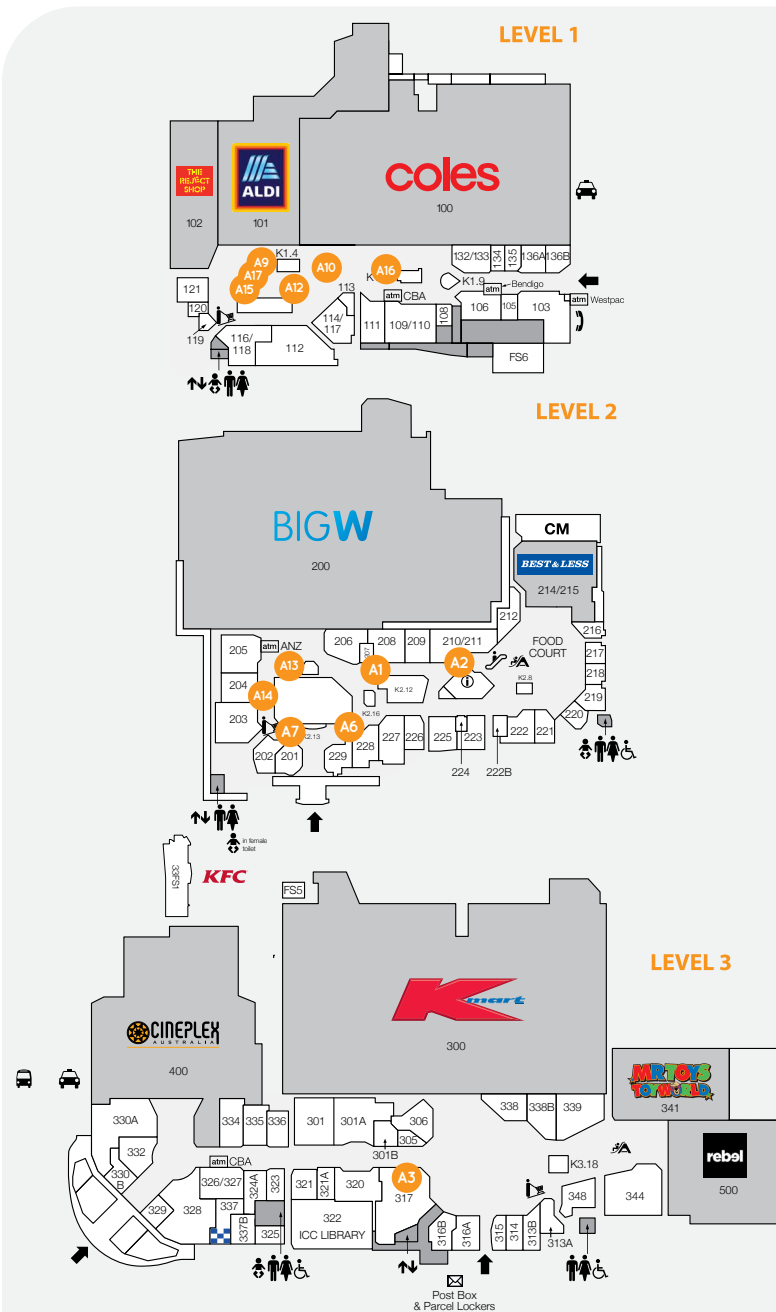 LEVEL 1
THE
REJECT
SHOP
ALDI
coles
102
101
100
A9
K1.4
A17
A15
A12
A10
A16
K
K1.9
132/133
134
135
136A
136B
121
120
119
113
atm CBA
atm Bendigo
atm Westpac
114/
117
111
109/110
108
106
105
103
116/
118
112
FS6
LEVEL 2
BIGW
200
CM
BEST & LESS
214/215
212
216
217
218
219
220
FOOD
COURT
205
atm ANZ
206
207
208
209
210/211
A13
A1
A2
i
K2.8
204
A14
K2.12
K2.16
203
A7
K2.13
A6
202
201
229
228
227
226
225
223
222
221
224
222B
in female
toilet
33FS1
KFC
FS5
LEVEL 3
Kmart
300
CINEPLEX
AUSTRALIA
400
MR TOYS
TOYWORLD
341
rebel
500
330A
332
330
B
334
335
336
301
301A
301B
305
306
338
338B
339
K3.18
atm CBA
329
328
326/327
337
337B
324A
323
325
321
321A
320
322
ICC LIBRARY
A3
317
316B
316A
315
314
313B
313A
348
344
Post Box
& Parcel Lockers